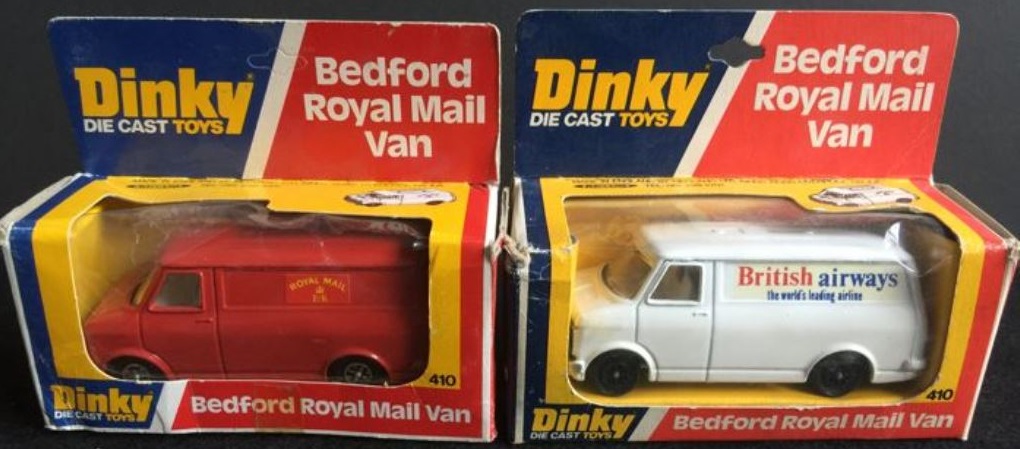 Dinky
DIE CAST TOYS
Bedford
Royal Mail
Van
ROYAL MAIL
E R
410
Dinky
DIE CAST TOYS
Bedford Royal Mail Van
Dinky
DIE CAST TOYS
Bedford
Royal Mail
Van
British airways
the world's leading airline
410
Dinky
DIE CAST TOYS
Bedford Royal Mail Van